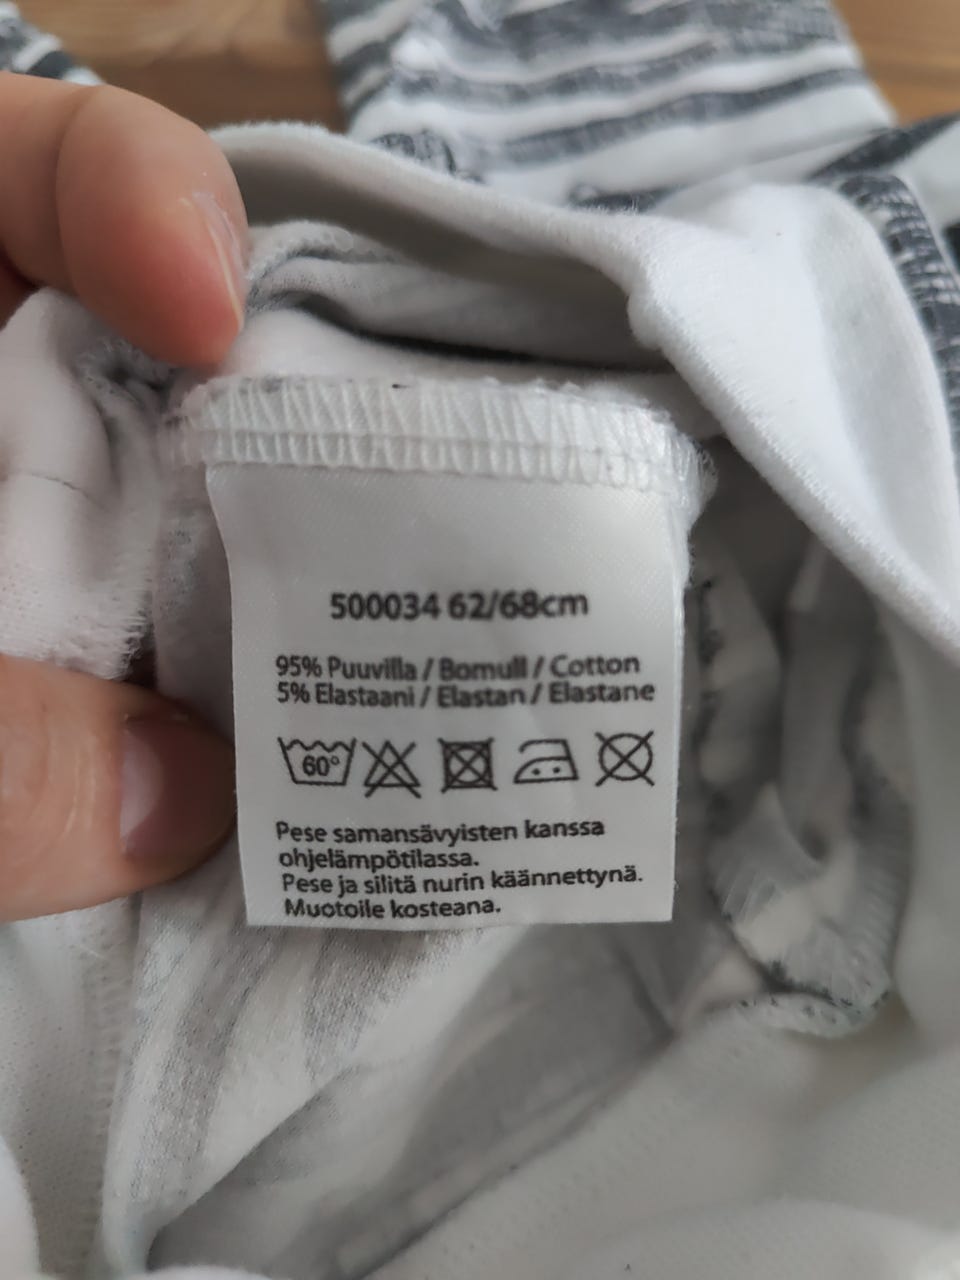 500034 62/68cm
95% Puuvilla / Bomull / Cotton
5% Elastaani / Elastan / Elastane
60°
Pese samansävyisten kanssa
ohjelämpötilassa.
Pese ja silitä nurin käännettynä.
Muotoile kosteana.